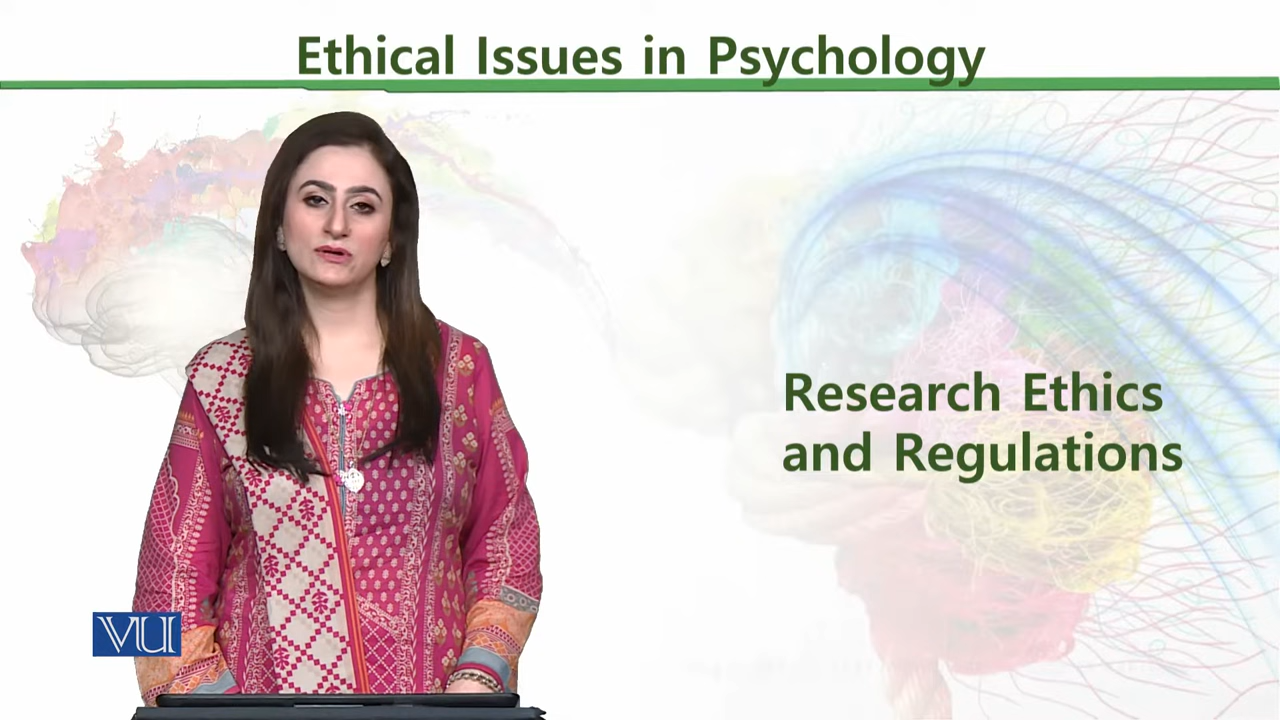 Ethical Issues in Psychology
Research Ethics
and Regulations
VU